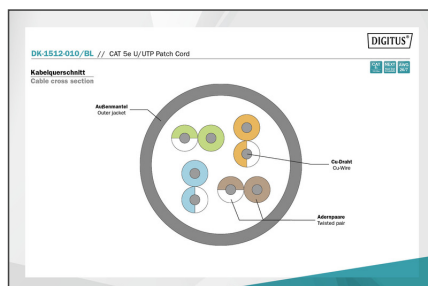 DIGITUS®
DK-1512-010/BL // CAT 5e U/UTP Patch Cord
Kabelquerschnitt
Cable cross section
Außenmantel
Outer jacket
Cu-Draht
Cu-Wire
Adernpaare
Twisted pair